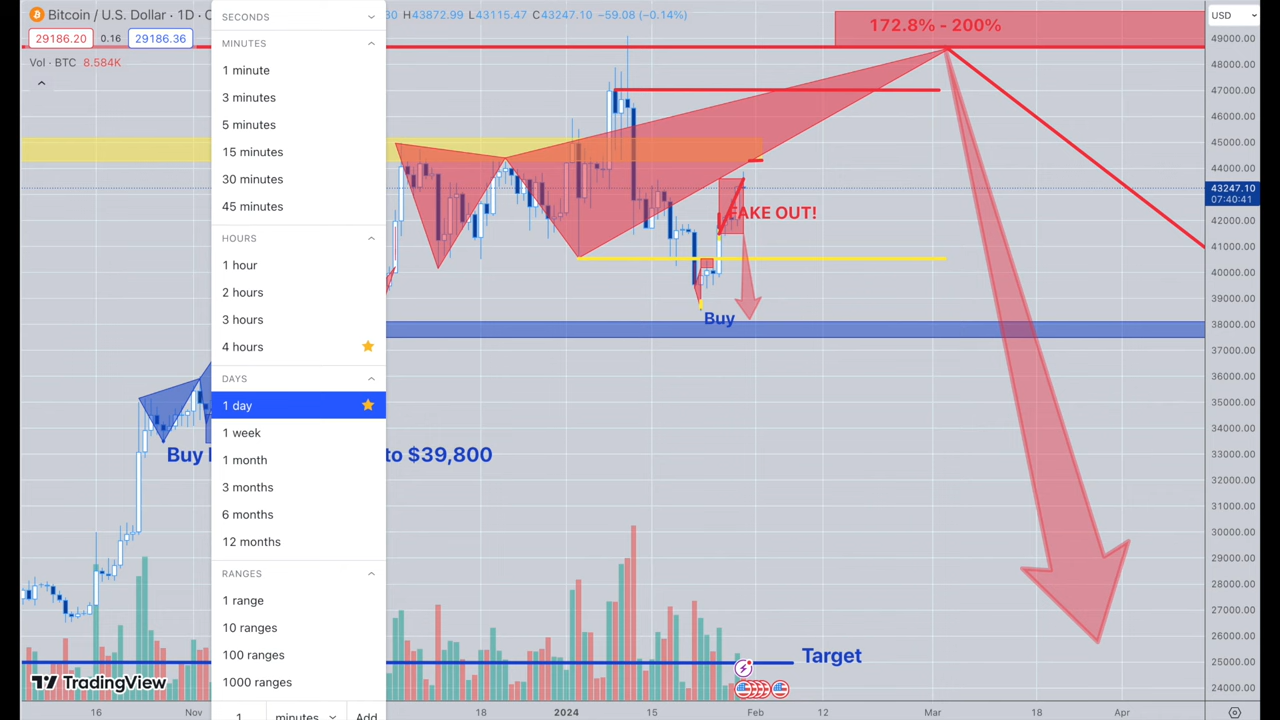 Bitcoin / U.S. Dollar · 1D ·
30 H43872.99 L43115.47 C43247.10 −59.08 (−0.14%)
USD
29186.20 0.16 29186.36
Vol · BTC 8.584K
SECONDS
MINUTES
1 minute
3 minutes
5 minutes
15 minutes
30 minutes
45 minutes
HOURS
1 hour
2 hours
3 hours
4 hours
DAYS
1 day
1 week
1 month
3 months
6 months
12 months
RANGES
1 range
10 ranges
100 ranges
1000 ranges
1 minutes Add
172.8% - 200%
FAKE OUT!
Buy
Buy
to $39,800
Target
49000.00
48000.00
47000.00
46000.00
45000.00
44000.00
43247.10
07:40:41
42000.00
41000.00
40000.00
39000.00
38000.00
37000.00
36000.00
35000.00
34000.00
33000.00
32000.00
31000.00
30000.00
29000.00
28000.00
27000.00
26000.00
25000.00
24000.00
TradingView
16 Nov 18 2024 15 Feb 12 Mar 18 Apr